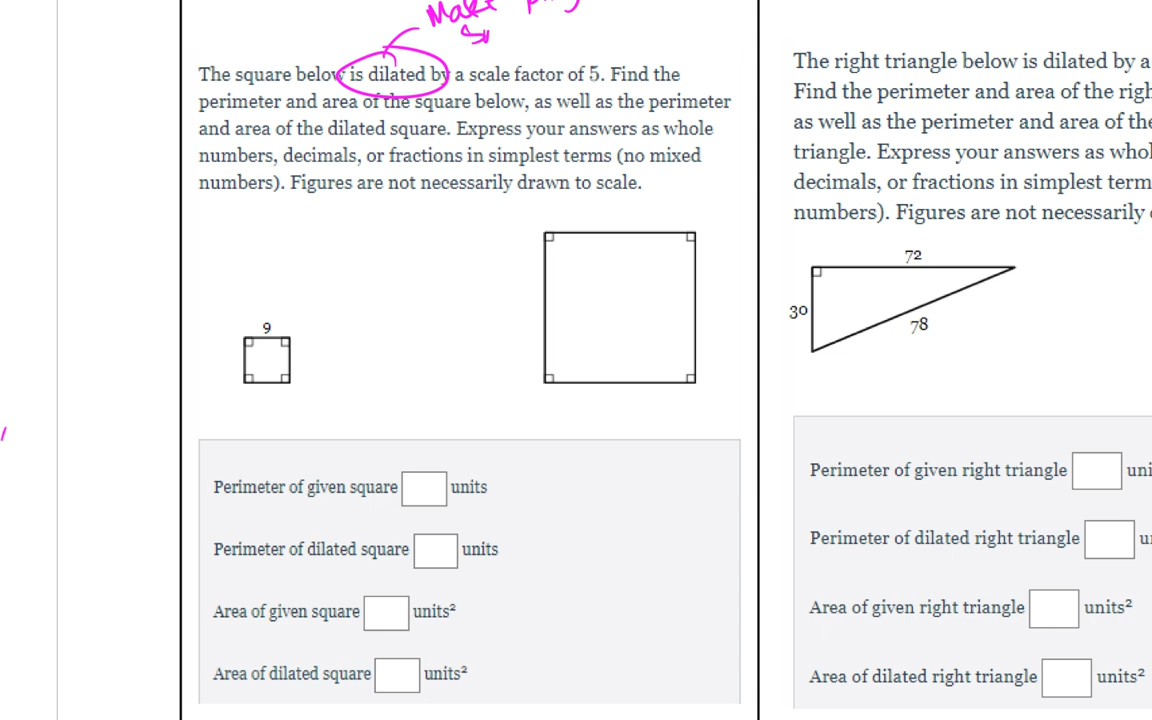 Make
The square below is dilated by a scale factor of 5. Find the
perimeter and area of the square below, as well as the perimeter
and area of the dilated square. Express your answers as whole
numbers, decimals, or fractions in simplest terms (no mixed
numbers). Figures are not necessarily drawn to scale.
9
Perimeter of given square units
Perimeter of dilated square units
Area of given square units²
Area of dilated square units²
The right triangle below is dilated by a
Find the perimeter and area of the
as well as the perimeter and area of
triangle. Express your answers as
decimals, or fractions in simplest
numbers). Figures are not necessarily
72
30
78
Perimeter of given right triangle
Perimeter of dilated right triangle
Area of given right triangle units²
Area of dilated right triangle units²